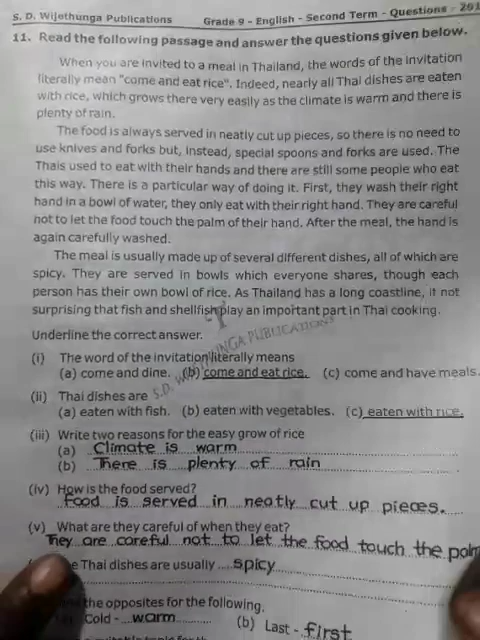 S. D. Wijethunga Publications Grade 9 - English - Second Term - Questions - 201
11. Read the following passage and answer the questions given below.
When you are invited to a meal in Thailand, the words of the invitation
literally mean "come and eat rice". Indeed, nearly all Thai dishes are eaten
with rice, which grows there very easily as the climate is warm and there is
plenty of rain.
The food is always served in neatly cut up pieces, so there is no need to
use knives and forks but, instead, special spoons and forks are used. The
Thais used to eat with their hands and there are still some people who eat
this way. There is a particular way of doing it. First, they wash their right
hand in a bowl of water, they only eat with their right hand. They are careful
not to let the food touch the palm of their hand. After the meal, the hand is
again carefully washed.
The meal is usually made up of several different dishes, all of which are
spicy. They are served in bowls which everyone shares, though each
person has their own bowl of rice. As Thailand has a long coastline, it not
surprising that fish and shellfish play an important part in Thai cooking.
S.D. WIJETHUNGA PUBLICATIONS
Underline the correct answer.
(i) The word of the invitation literally means
(a) come and dine. (b) come and eat rice. (c) come and have meals.
(ii) Thai dishes are
(a) eaten with fish. (b) eaten with vegetables. (c) eaten with rice.
(iii) Write two reasons for the easy grow of rice
(a) Climate is warm
(b) There is plenty of rain
(iv) How is the food served?
Food is served in neatly cut up pieces.
(v) What are they careful of when they eat?
They are careful not to let the food touch the palm
Thai dishes are usually spicy
the opposites for the following.
Cold - warm (b) Last - first